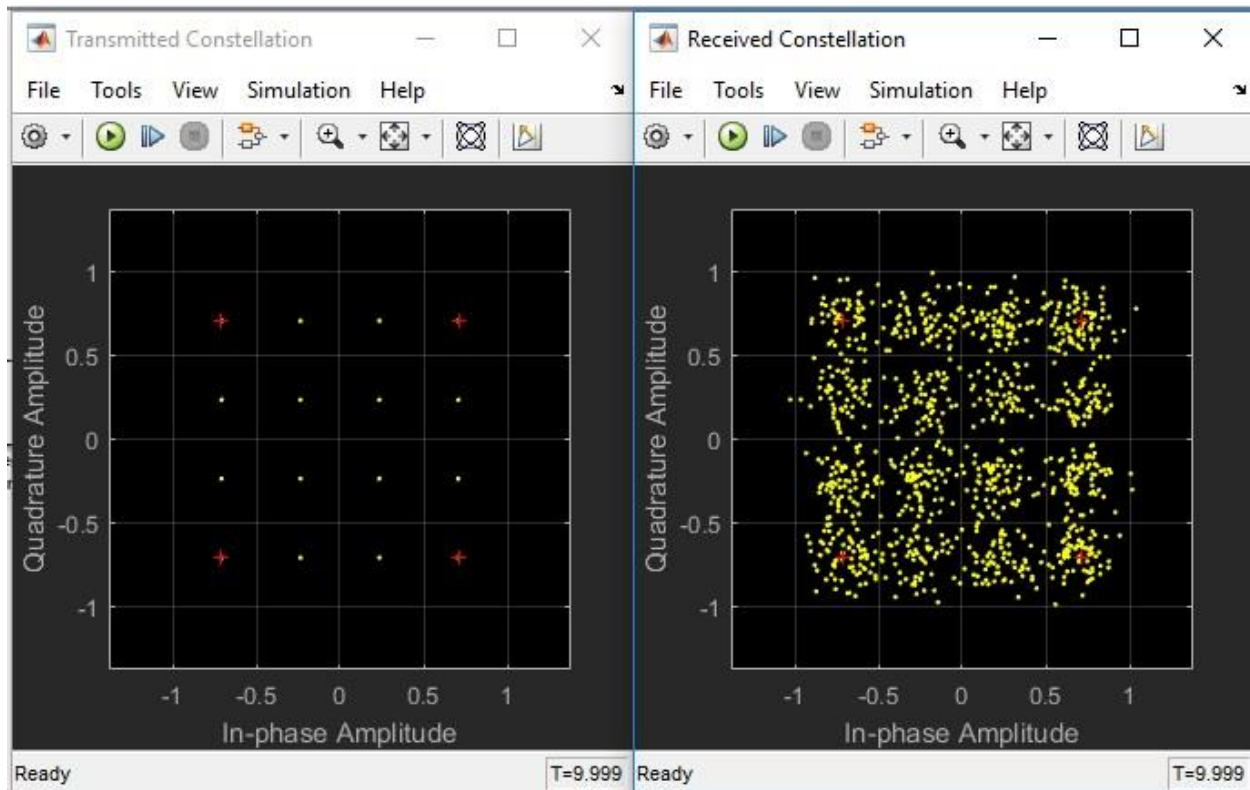 Transmitted Constellation
File Tools View Simulation Help
Quadrature Amplitude
1
0.5
0
-0.5
-1
-1 -0.5 0 0.5 1
In-phase Amplitude
Ready T=9.999
Received Constellation
File Tools View Simulation Help
Quadrature Amplitude
1
0.5
0
-0.5
-1
-1 -0.5 0 0.5 1
In-phase Amplitude
Ready T=9.999